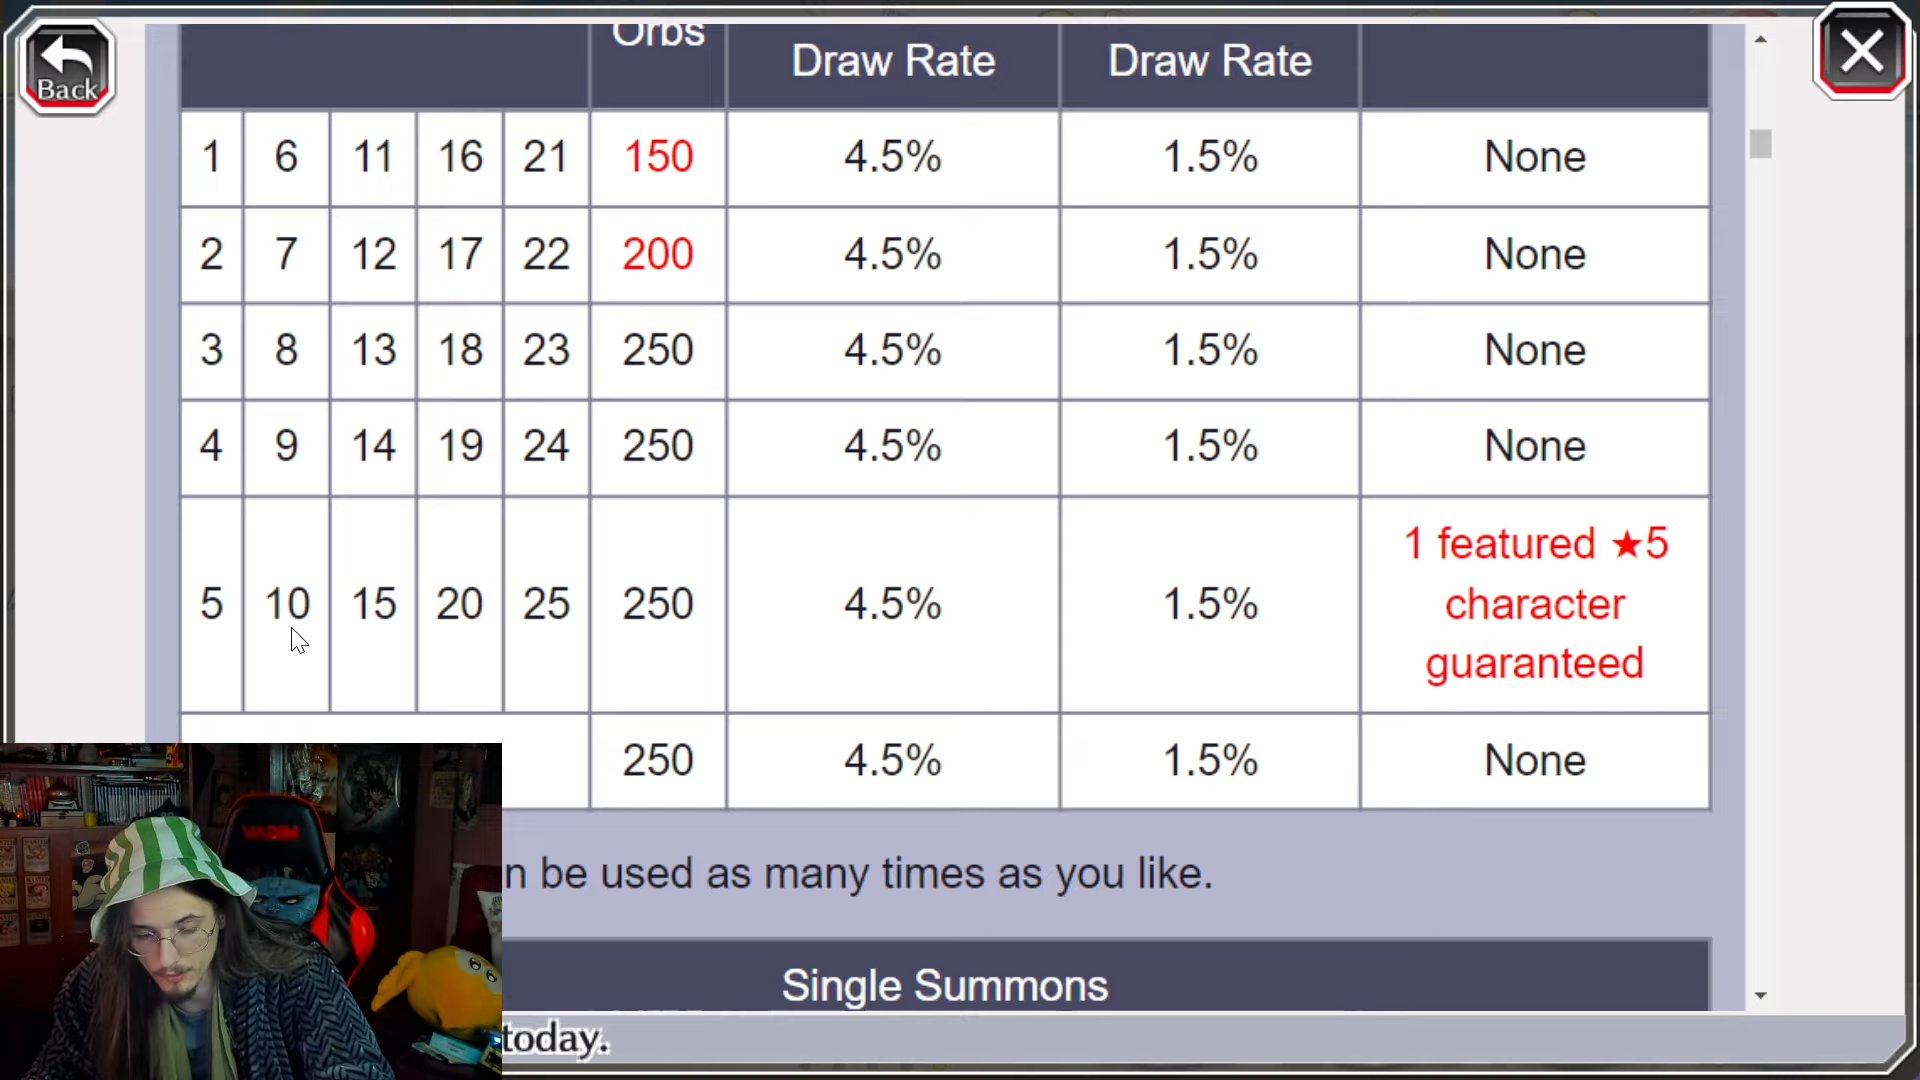 Back
Orbs
Draw Rate Draw Rate
1 6 11 16 21 150 4.5% 1.5% None
2 7 12 17 22 200 4.5% 1.5% None
3 8 13 18 23 250 4.5% 1.5% None
4 9 14 19 24 250 4.5% 1.5% None
5 10 15 20 25 250 4.5% 1.5% 1 featured ★5
character
guaranteed
250 4.5% 1.5% None
n be used as many times as you like.
Single Summons
today.